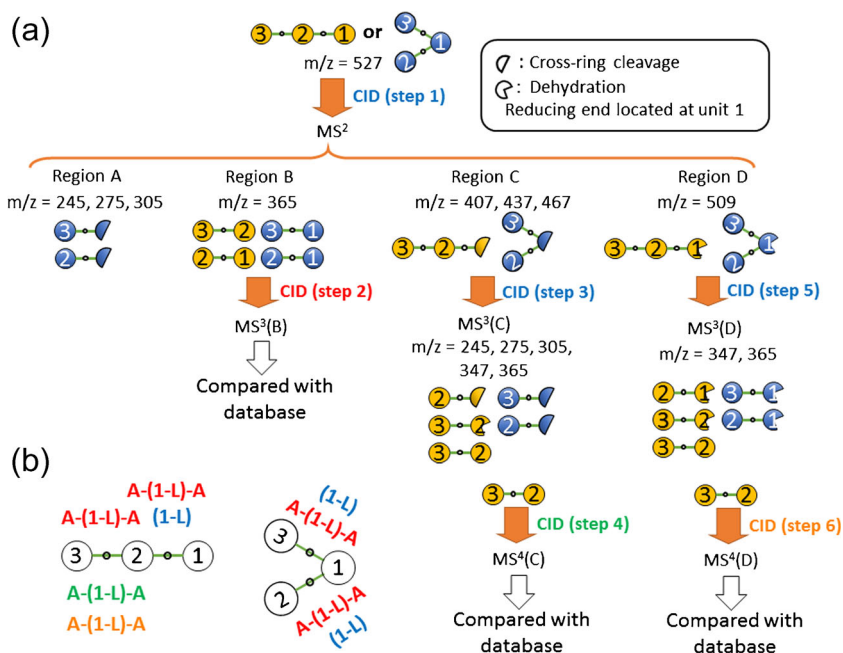 (a)
3 2 1 or 3 1 2
m/z = 527
CID (step 1)
MS²
: Cross-ring cleavage
: Dehydration
Reducing end located at unit 1
Region A
m/z = 245, 275, 305
3
2
Region B
m/z = 365
3 2 3 1
2 1 2 1
CID (step 2)
MS³(B)
Compared with
database
Region C
m/z = 407, 437, 467
3 2 3 2
CID (step 3)
MS³(C)
m/z = 245, 275, 305,
347, 365
2 3
3 2 2
3 2
3 2
CID (step 4)
MS⁴(C)
Compared with
database
Region D
m/z = 509
3 2 1 3 1 2
CID (step 5)
MS³(D)
m/z = 347, 365
2 1 3 1
3 2 2 1
3 2
3 2
CID (step 6)
MS⁴(D)
Compared with
database
(b)
A-(1-L)-A
A-(1-L)-A (1-L)
3 2 1
A-(1-L)-A
A-(1-L)-A
(1-L)
A-(1-L)-A
3
1
2
A-(1-L)-A
(1-L)